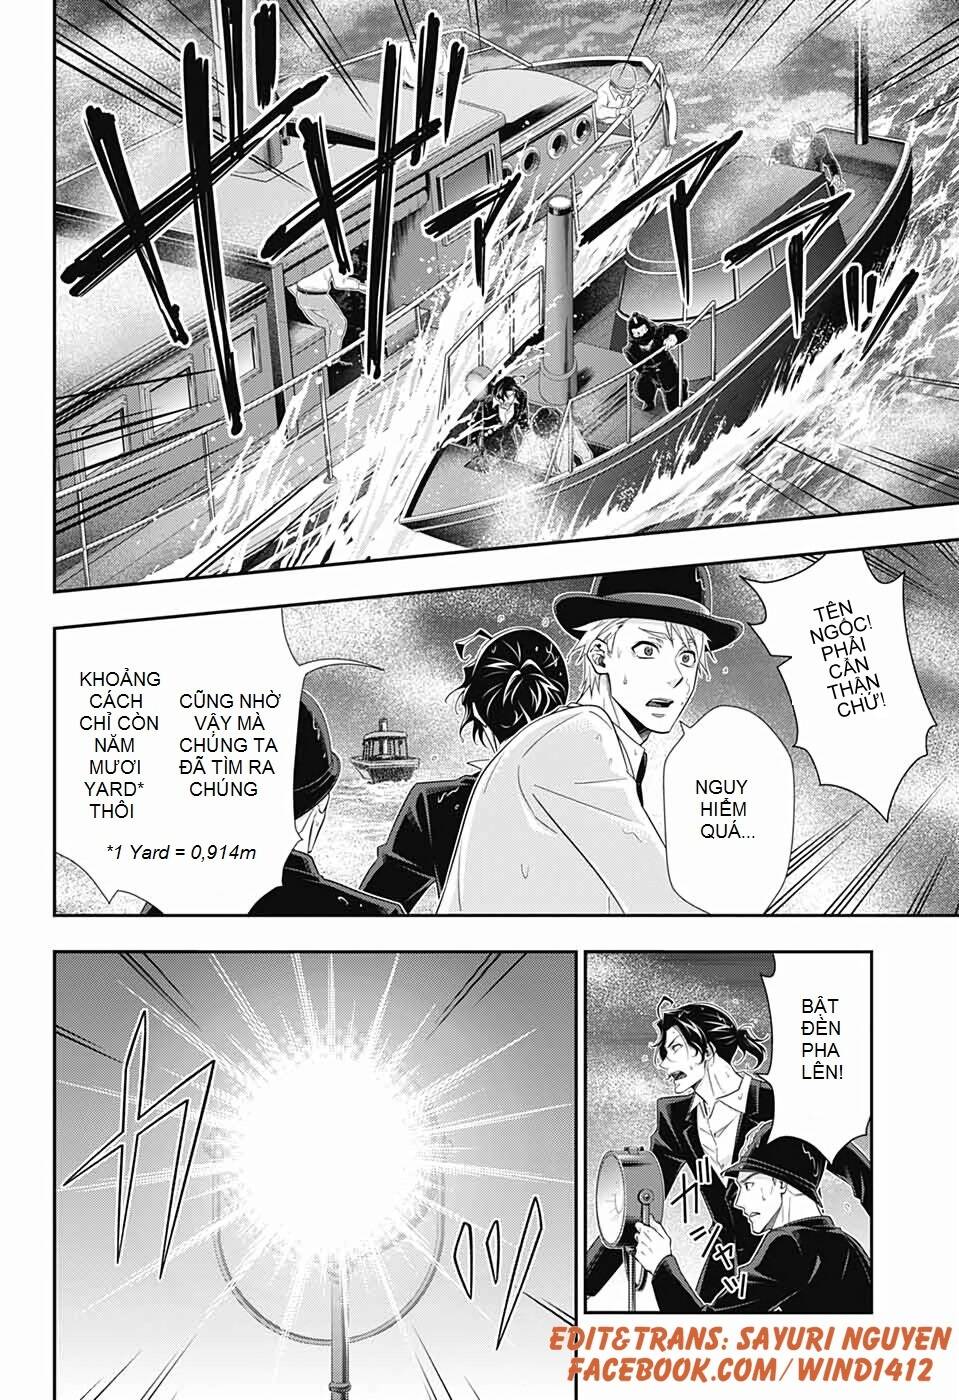 ザザザアアア
TÊN
NGỐC!
PHẢI
CẨN
THẬN
CHỨ!
NGUY
HIỂM
QUÁ...
CŨNG NHỜ
VẬY MÀ
CHÚNG TA
ĐÃ TÌM RA
CHÚNG
KHOẢNG
CÁCH
CHỈ CÒN
NĂM
MƯƠI
YARD*
THÔI
*1 Yard = 0,914m
BẬT
ĐÈN
PHA
LÊN!
ガシャッ
EDIT&TRANS: SAYURI NGUYEN
FACEBOOK.COM/WIND1412